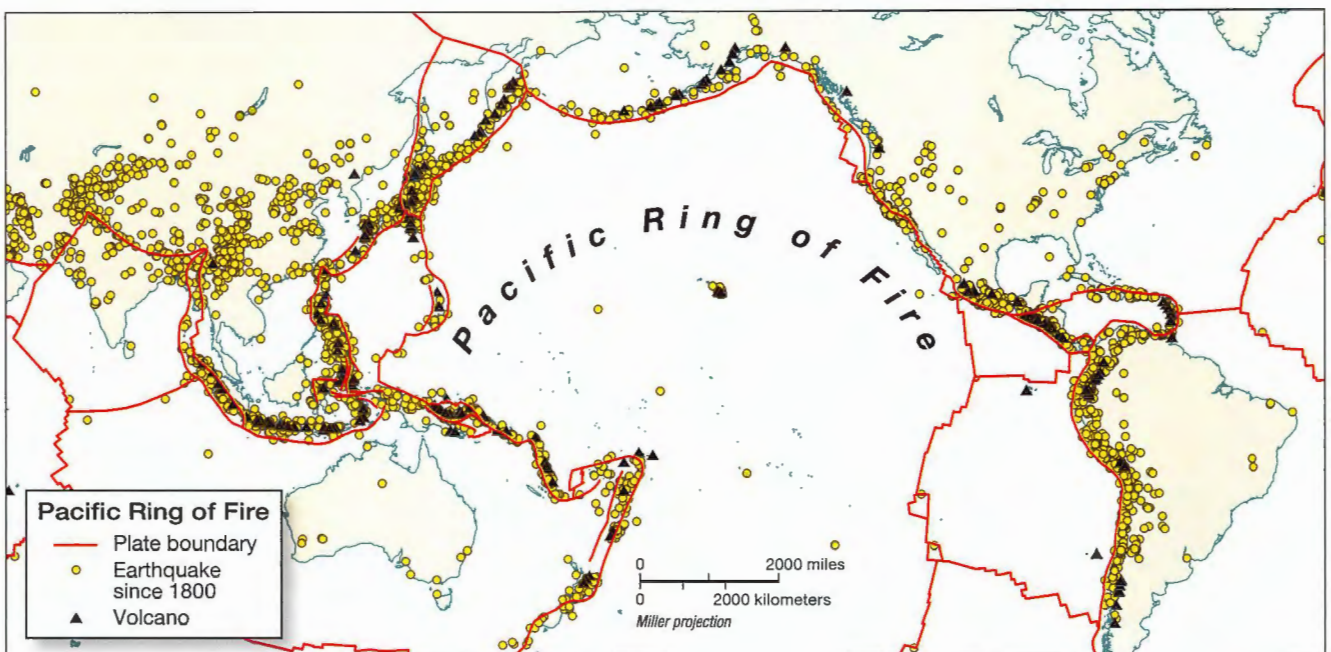 Pacific Ring of Fire
Pacific Ring of Fire
Plate boundary
Earthquake
since 1800
Volcano
0 2000 miles
0 2000 kilometers
Miller projection